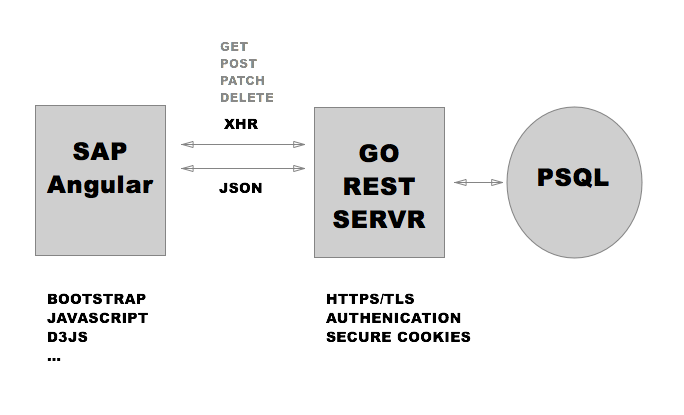 GET
POST
PATCH
DELETE
XHR
JSON
SAP
Angular
GO
REST
SERVR
PSQL
BOOTSTRAP
JAVASCRIPT
D3JS
...
HTTPS/TLS
AUTHENICATION
SECURE COOKIES